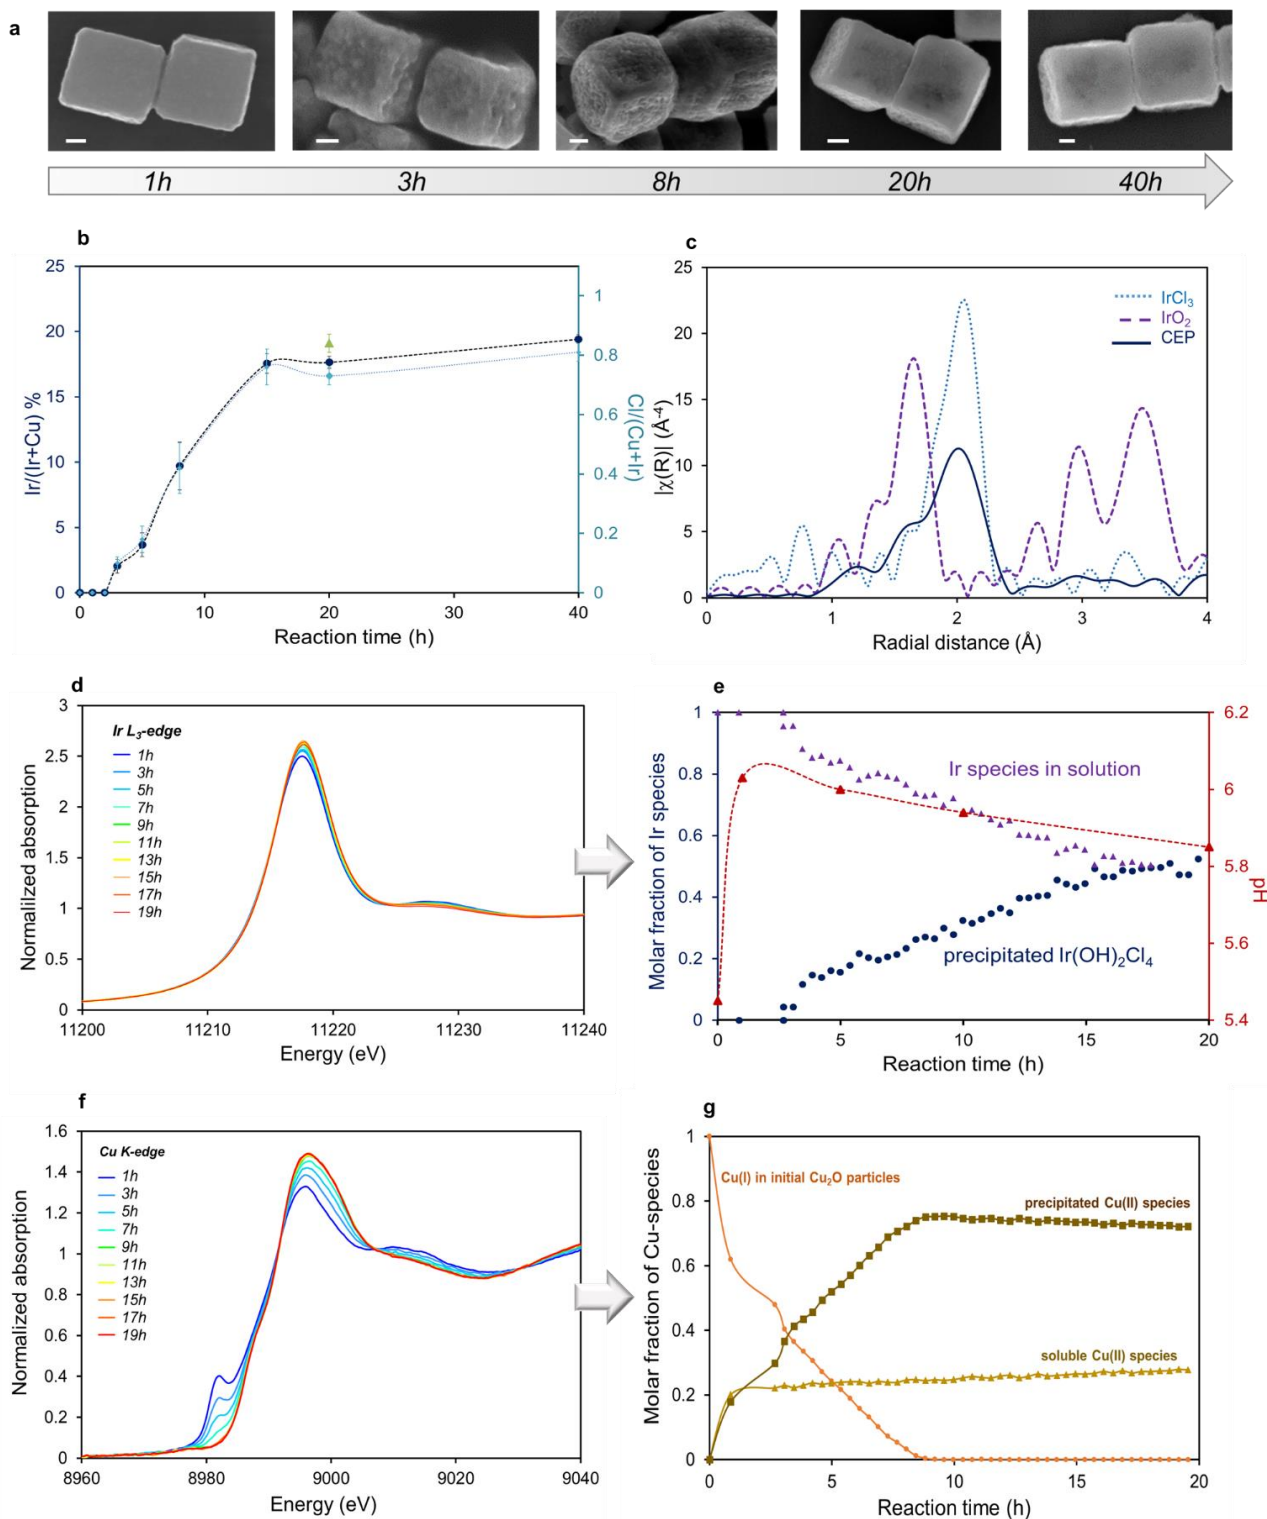 a
1h
3h
8h
20h
40h
b
25
20
15
10
5
0
Ir/(Ir+Cu) %
1
0.8
0.6
0.4
0.2
0
Cl/(Cu+Ir)
0
10
20
30
40
Reaction time (h)
c
25
20
15
10
5
0
|χ(R)| (Å⁻⁴)
IrCl₃
IrO₂
CEP
0
1
2
3
4
Radial distance (Å)
d
3
2.5
2
1.5
1
0.5
0
Normalilzed absorption
Ir L₃-edge
1h
3h
5h
7h
9h
11h
13h
15h
17h
19h
11200
11210
11220
11230
11240
Energy (eV)
e
1
0.8
0.6
0.4
0.2
0
Molar fraction of Ir species
Ir species in solution
precipitated Ir(OH)₂Cl₄
6.2
6
5.8
5.6
5.4
pH
0
5
10
15
20
Reaction time (h)
f
1.6
1.4
1.2
1
0.8
0.6
0.4
0.2
0
Normalized absorption
Cu K-edge
1h
3h
5h
7h
9h
11h
13h
15h
17h
19h
8960
8980
9000
9020
9040
Energy (eV)
g
1
0.8
0.6
0.4
0.2
0
Molar fraction of Cu-species
Cu(I) in initial Cu₂O particles
precipitated Cu(II) species
soluble Cu(II) species
0
5
10
15
20
Reaction time (h)